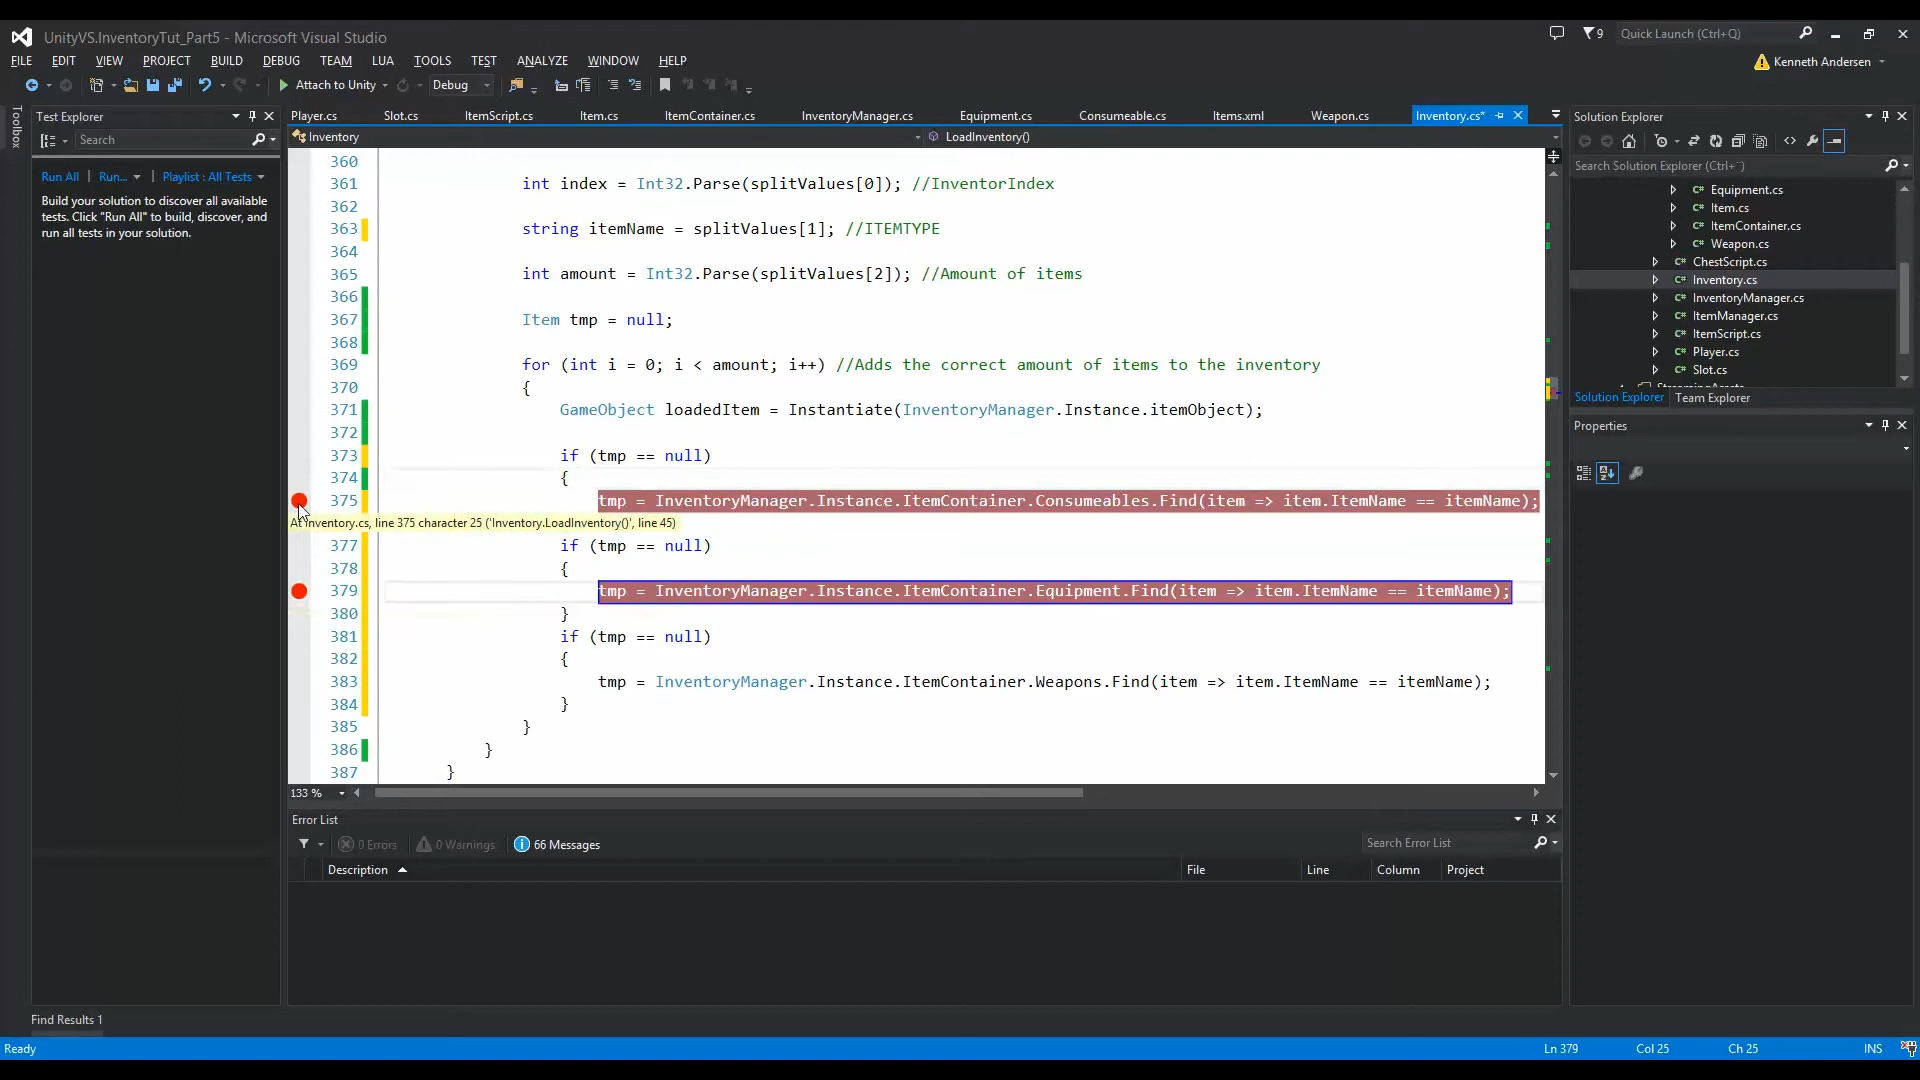 UnityVS.InventoryTut_Part5 - Microsoft Visual Studio
9
Quick Launch (Ctrl+Q)
FILE EDIT VIEW PROJECT BUILD DEBUG TEAM LUA TOOLS TEST ANALYZE WINDOW HELP
Kenneth Andersen
Attach to Unity Debug
Toolbox
Test Explorer
Search
Run All | Run... | Playlist : All Tests
Build your solution to discover all available
tests. Click "Run All" to build, discover, and
run all tests in your solution.
Player.cs Slot.cs ItemScript.cs Item.cs ItemContainer.cs InventoryManager.cs Equipment.cs Consumeable.cs Items.xml Weapon.cs Inventory.cs*
Inventory LoadInventory()
360
361 int index = Int32.Parse(splitValues[0]); //InventorIndex
362
363 string itemName = splitValues[1]; //ITEMTYPE
364
365 int amount = Int32.Parse(splitValues[2]); //Amount of items
366
367 Item tmp = null;
368
369 for (int i = 0; i < amount; i++) //Adds the correct amount of items to the inventory
370 {
371 GameObject loadedItem = Instantiate(InventoryManager.Instance.itemObject);
372
373 if (tmp == null)
374 {
375 tmp = InventoryManager.Instance.ItemContainer.Consumeables.Find(item => item.ItemName == itemName);
At Inventory.cs, line 375 character 25 ('Inventory.LoadInventory()', line 45)
377 if (tmp == null)
378 {
379 tmp = InventoryManager.Instance.ItemContainer.Equipment.Find(item => item.ItemName == itemName);
380 }
381 if (tmp == null)
382 {
383 tmp = InventoryManager.Instance.ItemContainer.Weapons.Find(item => item.ItemName == itemName);
384 }
385 }
386 }
387 }
133 %
Error List
0 Errors 0 Warnings 66 Messages
Search Error List
Description File Line Column Project
Solution Explorer
Search Solution Explorer (Ctrl+¨)
C# Equipment.cs
C# Item.cs
C# ItemContainer.cs
C# Weapon.cs
C# ChestScript.cs
C# Inventory.cs
C# InventoryManager.cs
C# ItemManager.cs
C# ItemScript.cs
C# Player.cs
C# Slot.cs
StreamingAssets
Solution Explorer Team Explorer
Properties
Find Results 1
Ready Ln 379 Col 25 Ch 25 INS